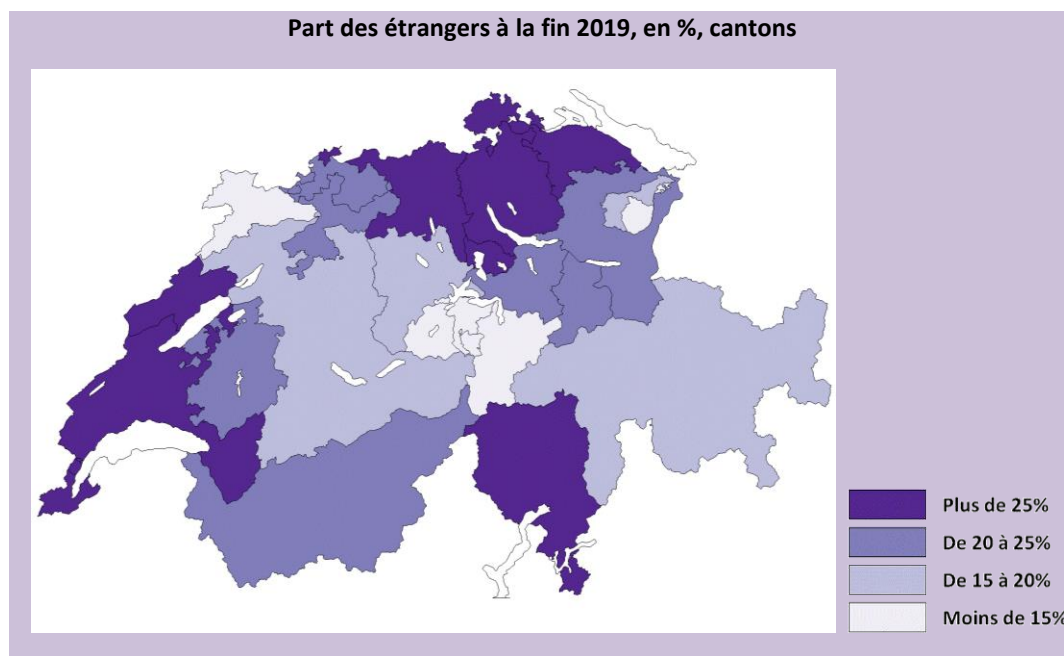 Part des étrangers à la fin 2019, en %, cantons
Plus de 25%
De 20 à 25%
De 15 à 20%
Moins de 15%